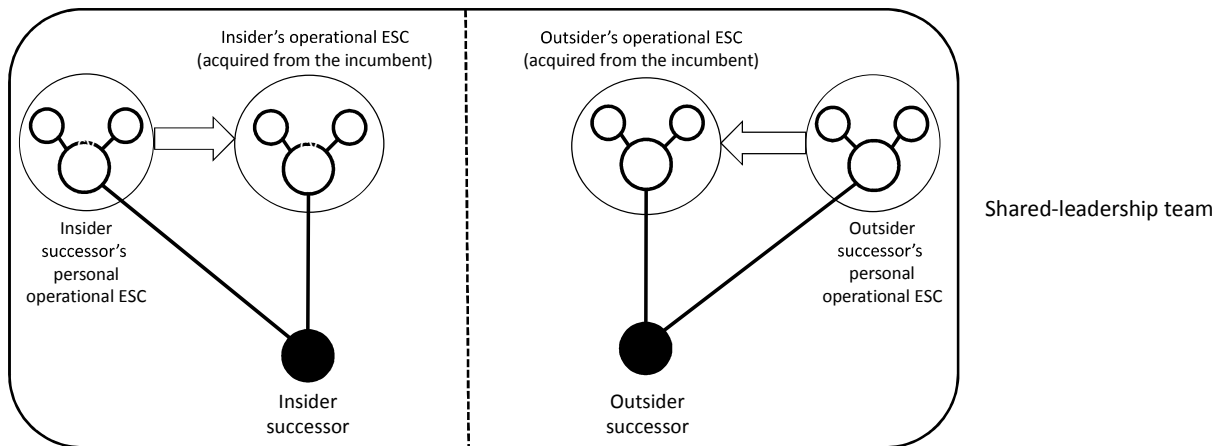 Insider's operational ESC
(acquired from the incumbent)
Outsider's operational ESC
(acquired from the incumbent)
Insider
successor's
personal
operational ESC
Outsider
successor's
personal
operational ESC
Shared-leadership team
Insider
successor
Outsider
successor